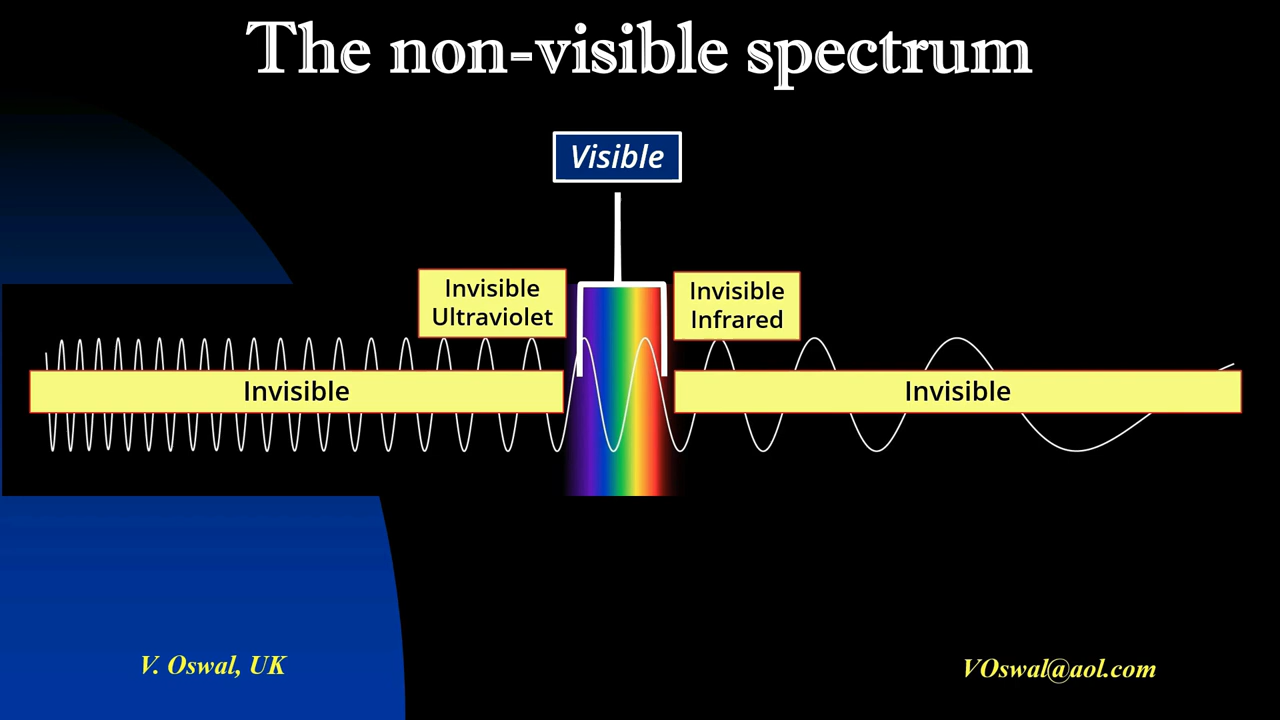 The non-visible spectrum
Visible
Invisible
Ultraviolet
Invisible
Infrared
Invisible
Invisible
V. Oswal, UK
VOswal@aol.com